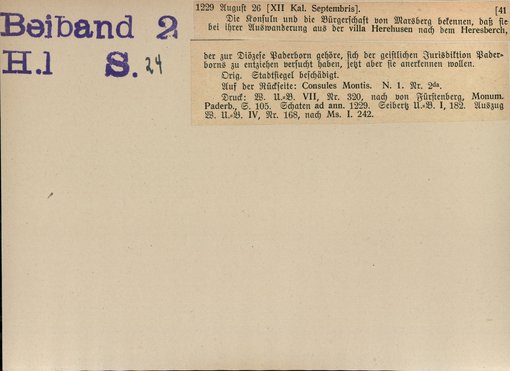 Beiband 2
H.1 S. 24
1229 August 26 [XII Kal. Septembris]. [41
Die Konsuln und die Bürgerschaft von Marsberg bekennen, daß sie
bei ihrer Auswanderung aus der villa Herehusen nach dem Heresberch,
der zur Diözese Paderborn gehöre, sich der geistlichen Jurisdiktion Pader-
borns zu entziehen versucht haben, jetzt aber sie anerkennen wollen.
Orig. Stadtsiegel beschädigt.
Auf der Rückseite: Consules Montis. N. 1. Nr. 2da.
Druck: W. U.=B. VII, Nr. 320, nach von Fürstenberg, Monum.
Paderb., S. 105. Schaten ad ann. 1229. Seibertz U.=B. I, 182. Auszug
W. U.=B. IV, Nr. 168, nach Ms. I. 242.